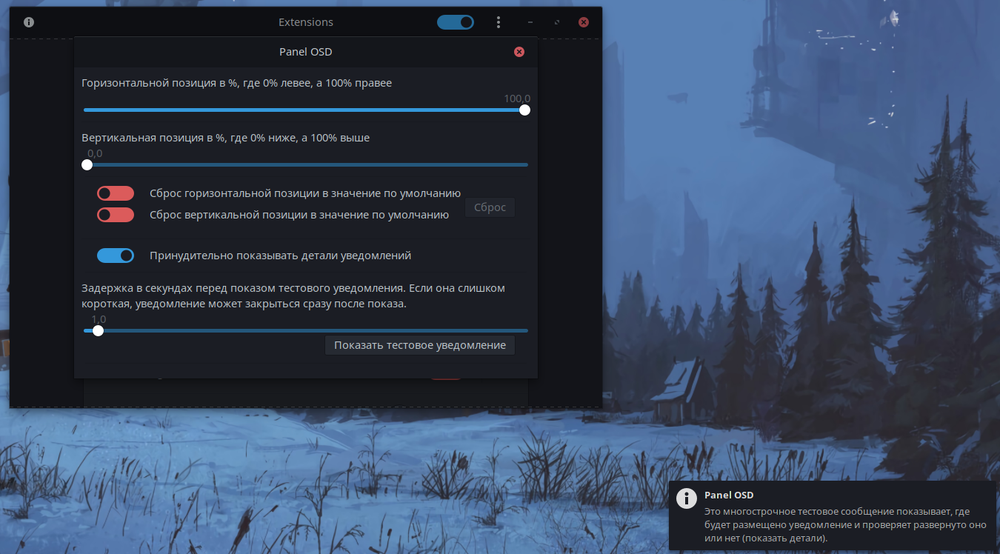 Extensions
Panel OSD
Горизонтальной позиция в %, где 0% левее, а 100% правее
100,0
Вертикальная позиция в %, где 0% ниже, а 100% выше
0,0
Сброс горизонтальной позиции в значение по умолчанию
Сброс вертикальной позиции в значение по умолчанию
Сброс
Принудительно показывать детали уведомлений
Задержка в секундах перед показом тестового уведомления. Если она слишком
короткая, уведомление может закрыться сразу после показа.
1,0
Показать тестовое уведомление
Panel OSD
Это многострочное тестовое сообщение показывает, где
будет размещено уведомление и проверяет развернуто оно
или нет (показать детали).